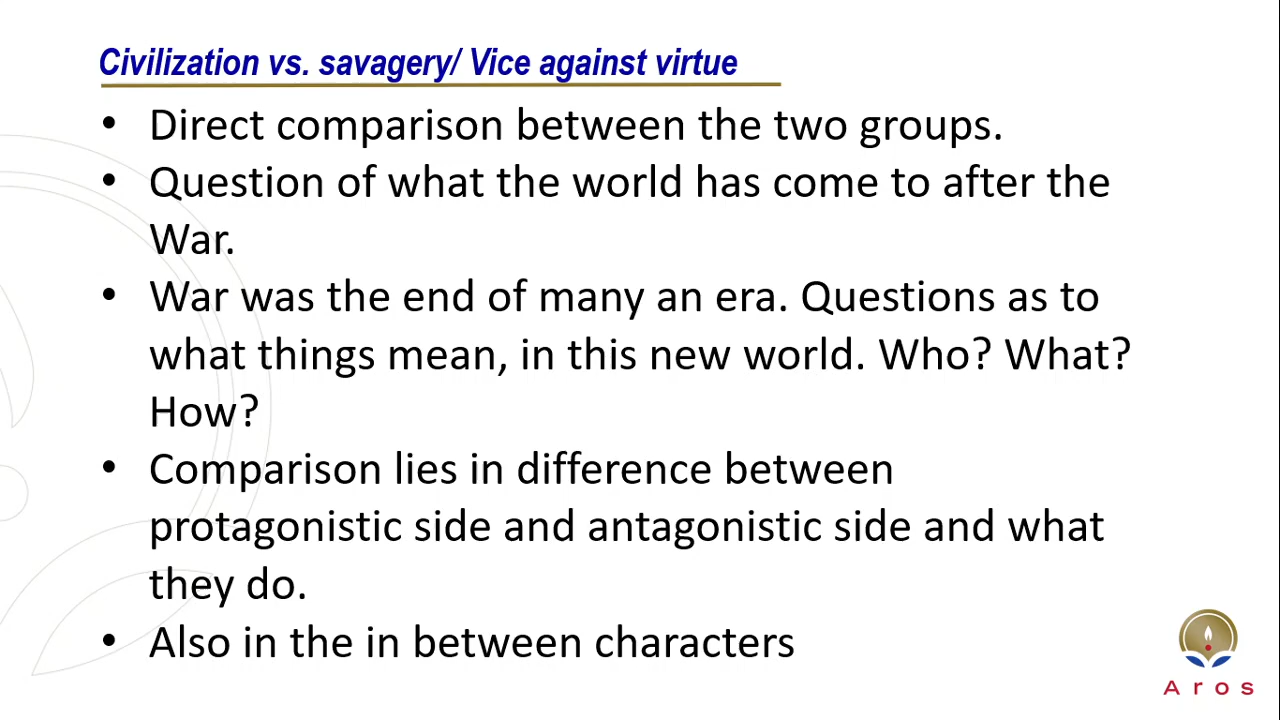 Civilization vs. savagery/ Vice against virtue
• Direct comparison between the two groups.
• Question of what the world has come to after the
War.
• War was the end of many an era. Questions as to
what things mean, in this new world. Who? What?
How?
• Comparison lies in difference between
protagonistic side and antagonistic side and what
they do.
• Also in the in between characters
Aros